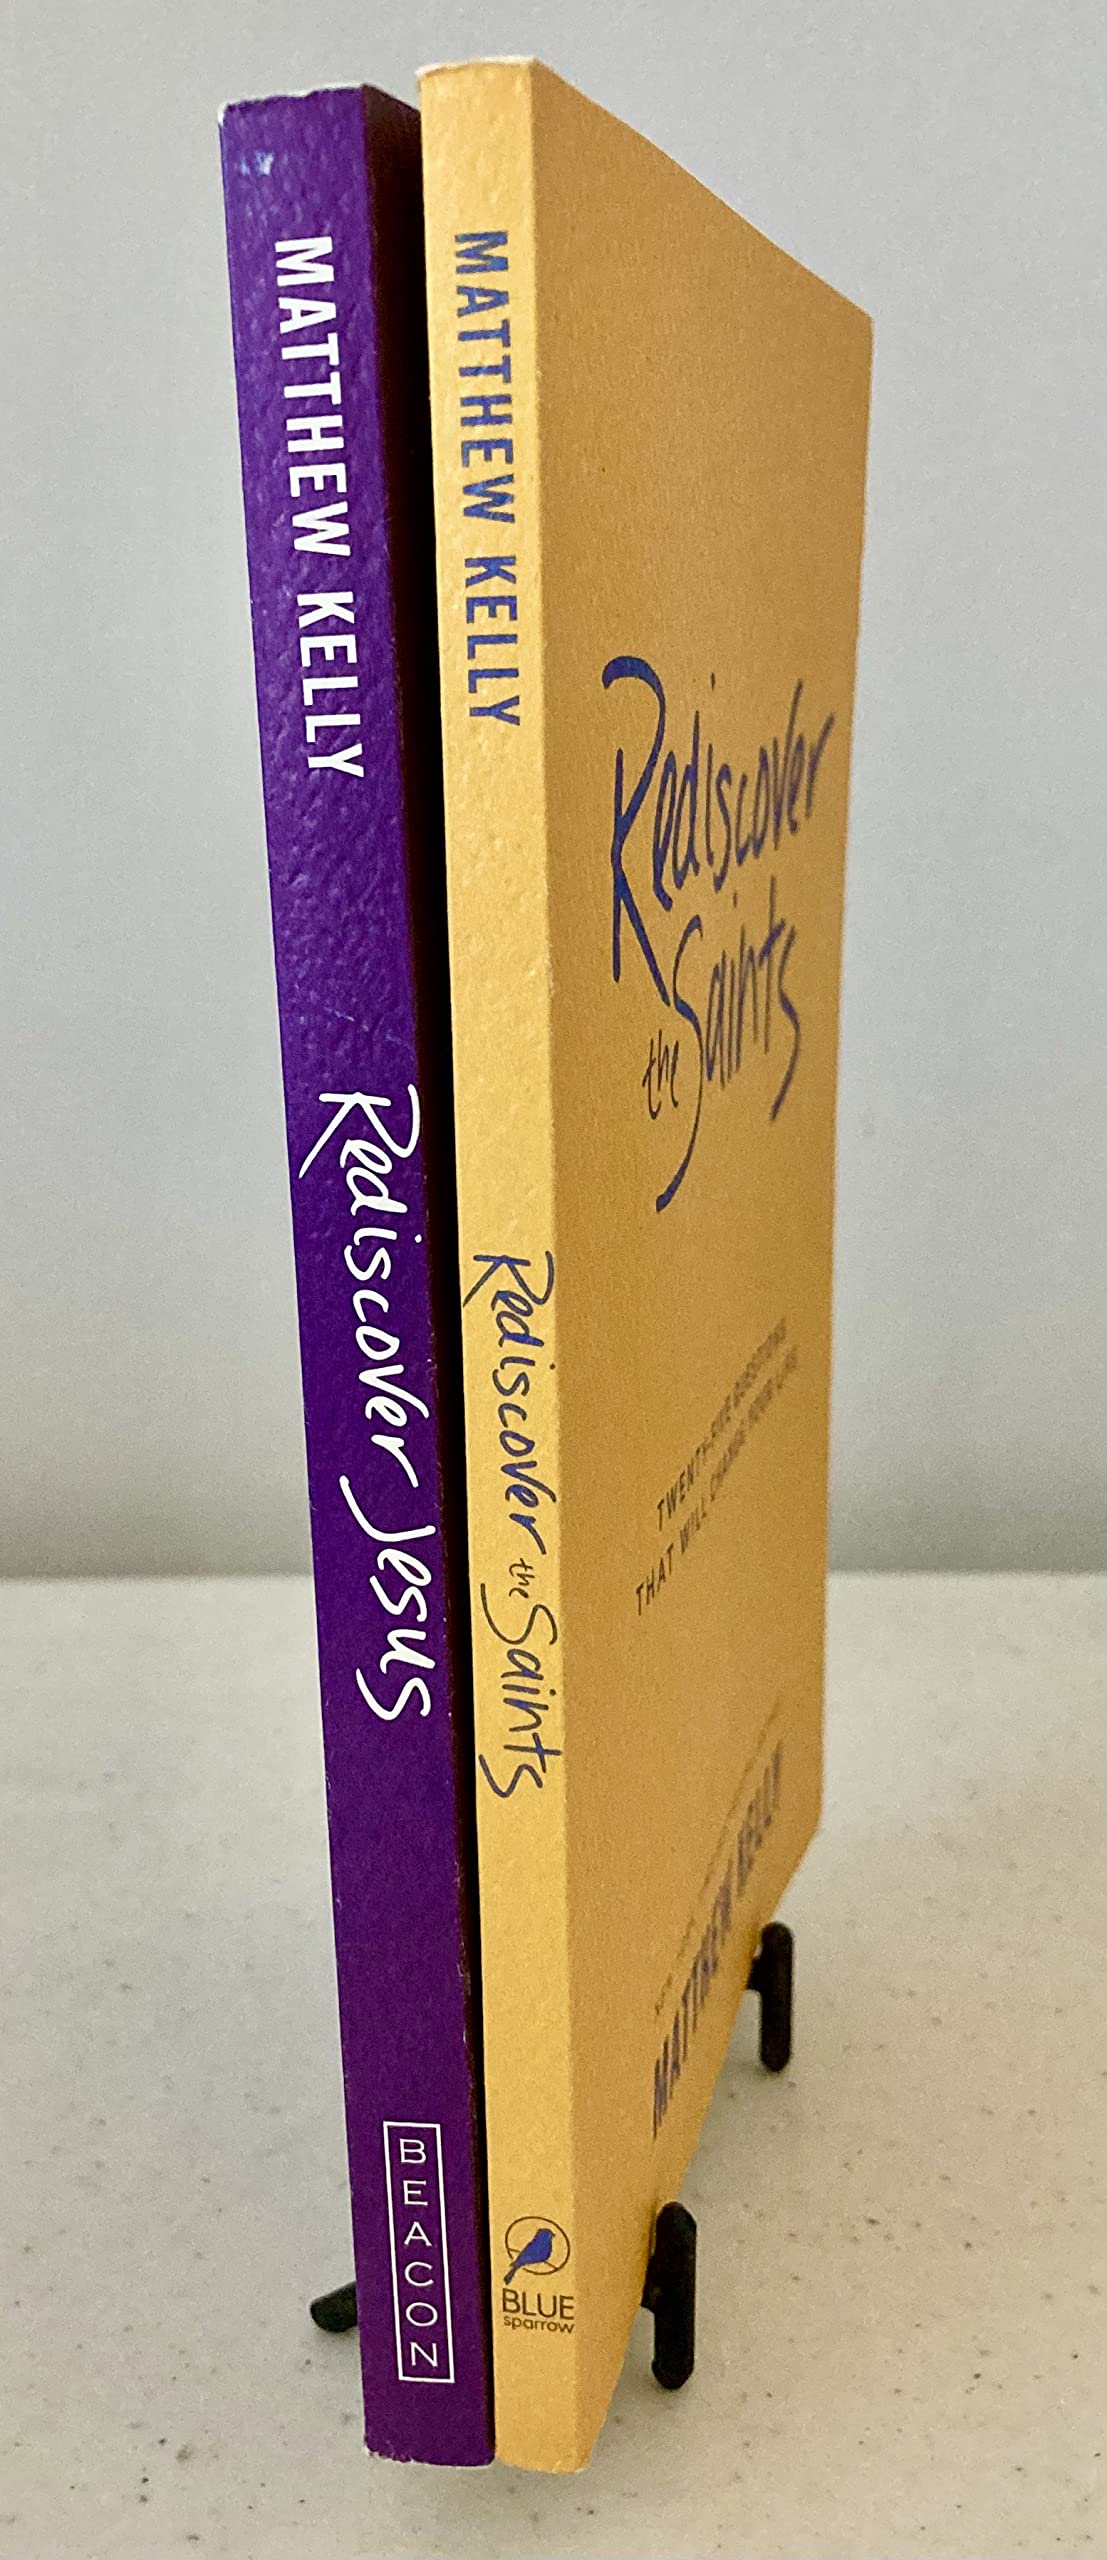 MATTHEW KELLY
Rediscover Jesus
BEACON
MATTHEW KELLY
Rediscover the Saints
BLUE
sparrow
Rediscover
the Saints
TWENTY-FIVE QUESTIONS
THAT WILL CHANGE YOUR LIFE
MATTHEW KELLY